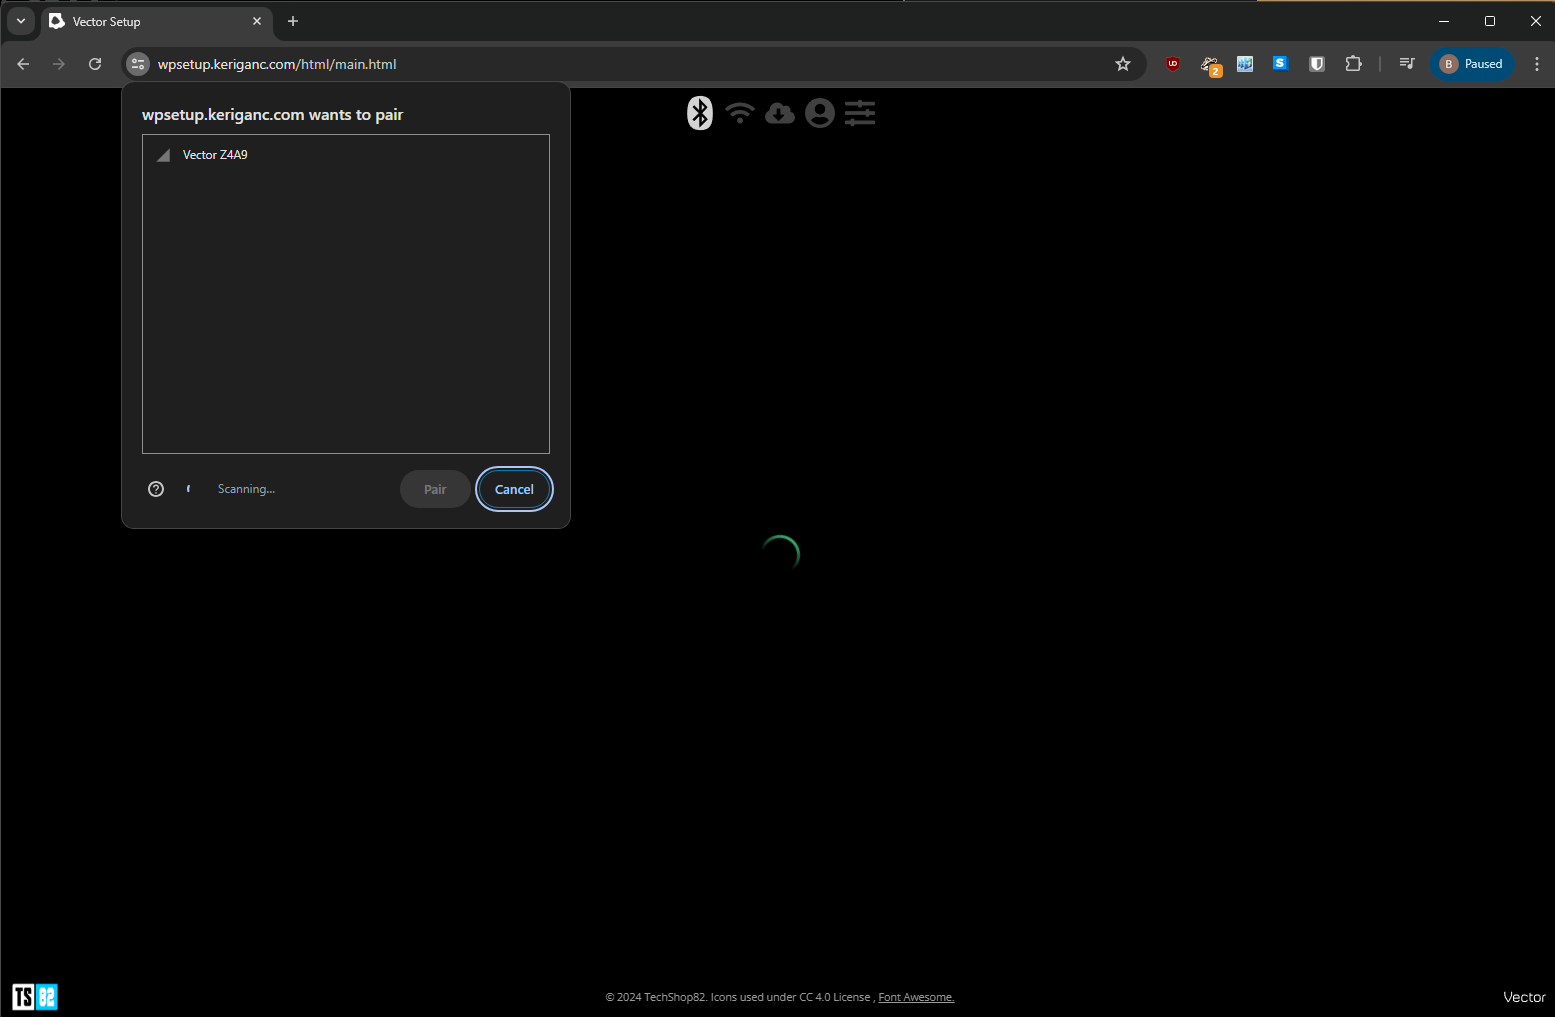 Vector Setup
wpsetup.keriganc.com/html/main.html
2
S
B Paused
wpsetup.keriganc.com wants to pair
Vector Z4A9
Scanning...
Pair
Cancel
TS 82
© 2024 TechShop82. Icons used under CC 4.0 License , Font Awesome.
Vector